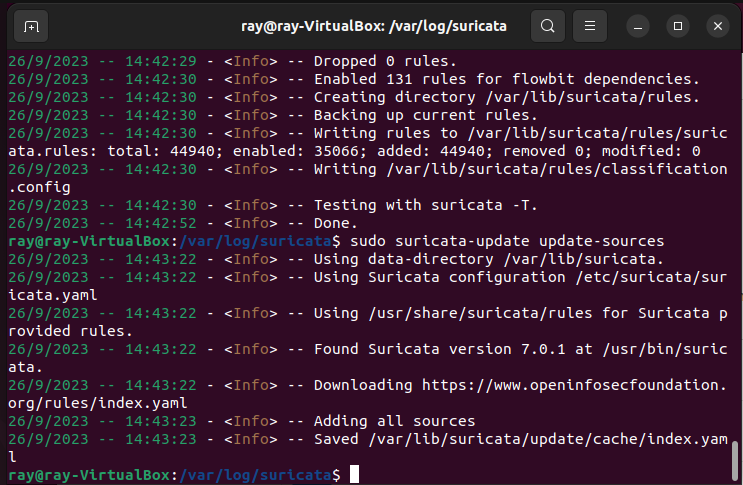 ray@ray-VirtualBox: /var/log/suricata
26/9/2023 -- 14:42:29 - <Info> -- Dropped 0 rules.
26/9/2023 -- 14:42:30 - <Info> -- Enabled 131 rules for flowbit dependencies.
26/9/2023 -- 14:42:30 - <Info> -- Creating directory /var/lib/suricata/rules.
26/9/2023 -- 14:42:30 - <Info> -- Backing up current rules.
26/9/2023 -- 14:42:30 - <Info> -- Writing rules to /var/lib/suricata/rules/suric
ata.rules: total: 44940; enabled: 35066; added: 44940; removed 0; modified: 0
26/9/2023 -- 14:42:30 - <Info> -- Writing /var/lib/suricata/rules/classification
.config
26/9/2023 -- 14:42:30 - <Info> -- Testing with suricata -T.
26/9/2023 -- 14:42:52 - <Info> -- Done.
ray@ray-VirtualBox:/var/log/suricata$ sudo suricata-update update-sources
26/9/2023 -- 14:43:22 - <Info> -- Using data-directory /var/lib/suricata.
26/9/2023 -- 14:43:22 - <Info> -- Using Suricata configuration /etc/suricata/sur
icata.yaml
26/9/2023 -- 14:43:22 - <Info> -- Using /usr/share/suricata/rules for Suricata p
rovided rules.
26/9/2023 -- 14:43:22 - <Info> -- Found Suricata version 7.0.1 at /usr/bin/suric
ata.
26/9/2023 -- 14:43:22 - <Info> -- Downloading https://www.openinfosecfoundation.
org/rules/index.yaml
26/9/2023 -- 14:43:23 - <Info> -- Adding all sources
26/9/2023 -- 14:43:23 - <Info> -- Saved /var/lib/suricata/update/cache/index.yam
l
ray@ray-VirtualBox:/var/log/suricata$